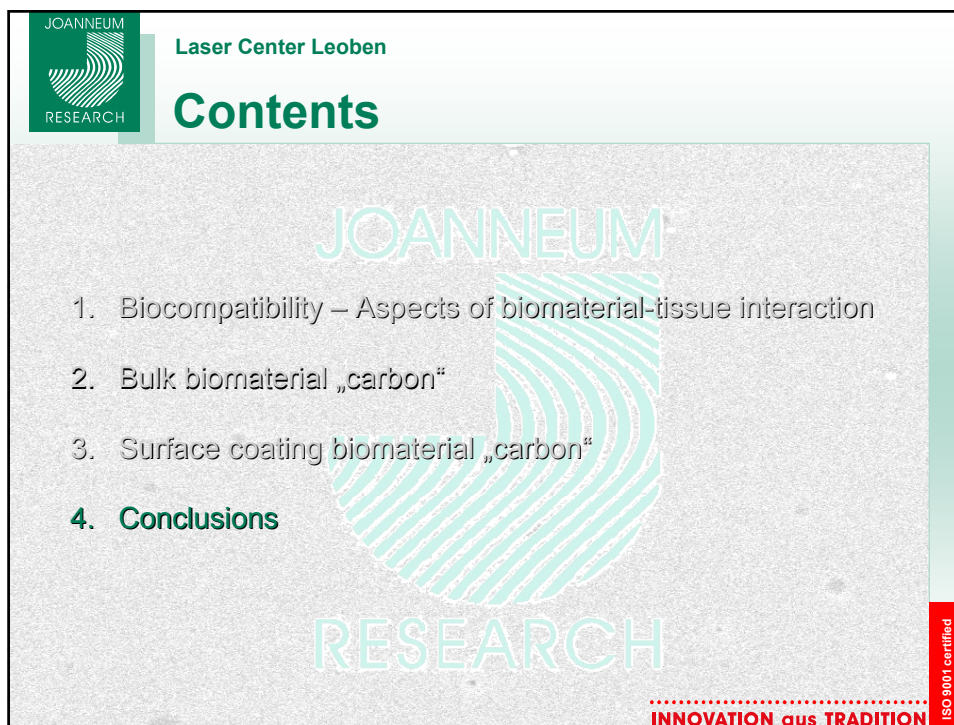 JOANNEUM
RESEARCH
Laser Center Leoben
Contents
JOANNEUM
1. Biocompatibility – Aspects of biomaterial-tissue interaction
2. Bulk biomaterial „carbon“
3. Surface coating biomaterial „carbon“
4. Conclusions
RESEARCH
ISO 9001 certified
INNOVATION aus TRADITION